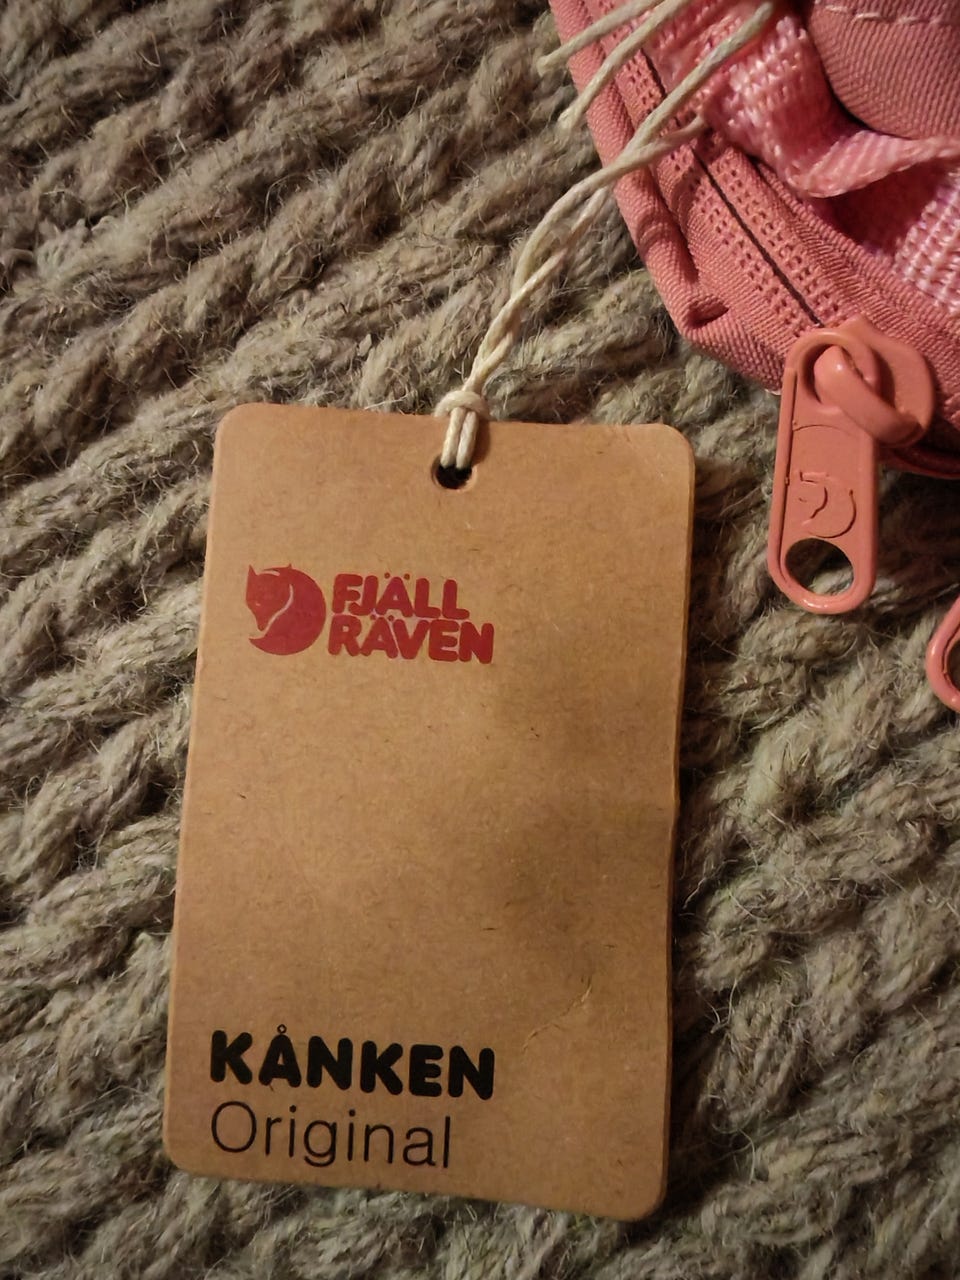 FJÄLL
RÄVEN
KÅNKEN
Original